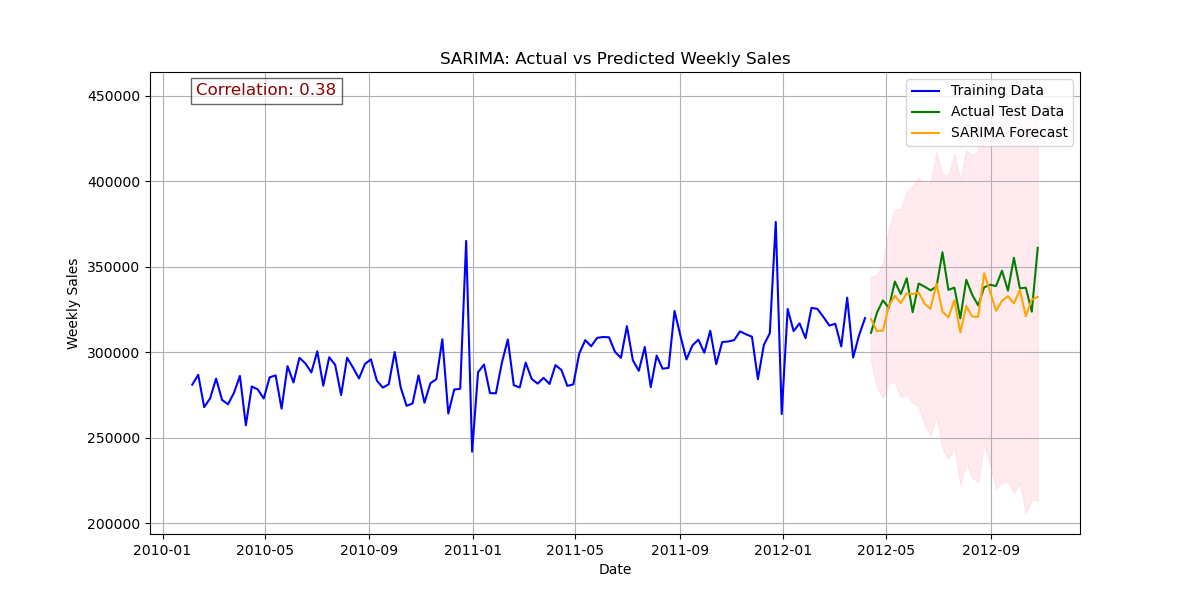 SARIMA: Actual vs Predicted Weekly Sales
Correlation: 0.38
Training Data
Actual Test Data
SARIMA Forecast
Weekly Sales
450000
400000
350000
300000
250000
200000
2010-01 2010-05 2010-09 2011-01 2011-05 2011-09 2012-01 2012-05 2012-09
Date